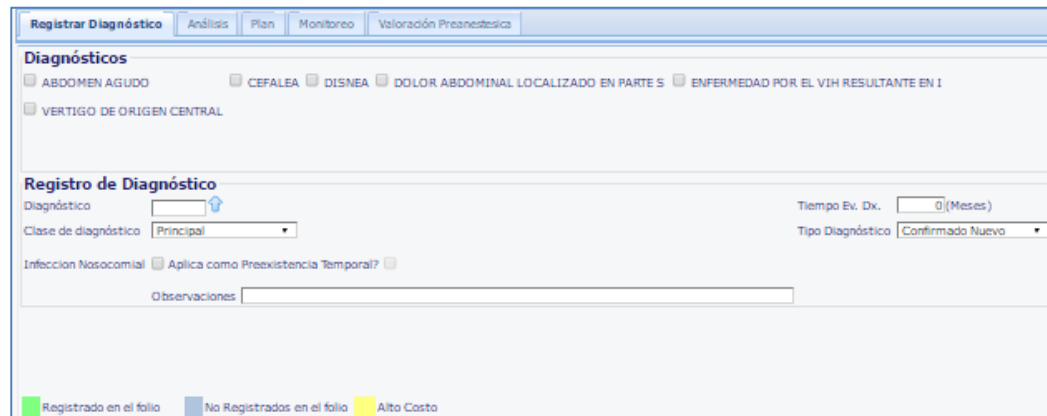 Registrar Diagnóstico Análisis Plan Monitoreo Valoración Preanestesica
Diagnósticos
ABDOMEN AGUDO CEFALEA DISNEA DOLOR ABDOMINAL LOCALIZADO EN PARTE S ENFERMEDAD POR EL VIH RESULTANTE EN I
VERTIGO DE ORIGEN CENTRAL
Registro de Diagnóstico
Diagnóstico Tiempo Ev. Dx. 0 (Meses)
Clase de diagnóstico Principal Tipo Diagnóstico Confirmado Nuevo
Infeccion Nosocomial Aplica como Preexistencia Temporal?
Observaciones
Registrado en el folio No Registrados en el folio Alto Costo